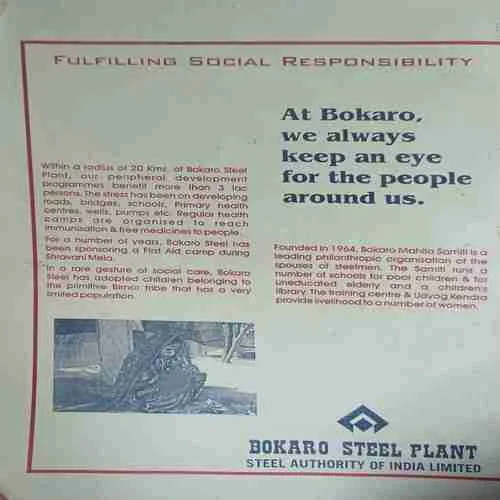 FULFILLING SOCIAL RESPONSIBILITY
At Bokaro,
we always
keep an eye
for the people
around us.
Within a radius of 20 Kms. of Bokaro Steel
Plant, our peripheral development
programmes benefit more than 3 lac
persons. The stress has been on developing
roads, bridges, schools, Primary health
centres, wells, pumps etc. Regular health
camps are organised to reach
immunisation & free medicines to people.
For a number of years, Bokaro Steel has
been sponsoring a First Aid camp during
Shravani Mela.
In a rare gesture of social care, Bokaro
Steel has adopted children belonging to
the primitive Birhor tribe that has a very
limited population.
Founded in 1964, Bokaro Mahila Samiti is a
leading philanthropic organisation of the
spouses of steelmen. The Samiti runs a
number of schools for poor children & for
uneducated elderly and a children's
library. The training centre & Udyog Kendra
provide livelihood to a number of women.
BOKARO STEEL PLANT
STEEL AUTHORITY OF INDIA LIMITED